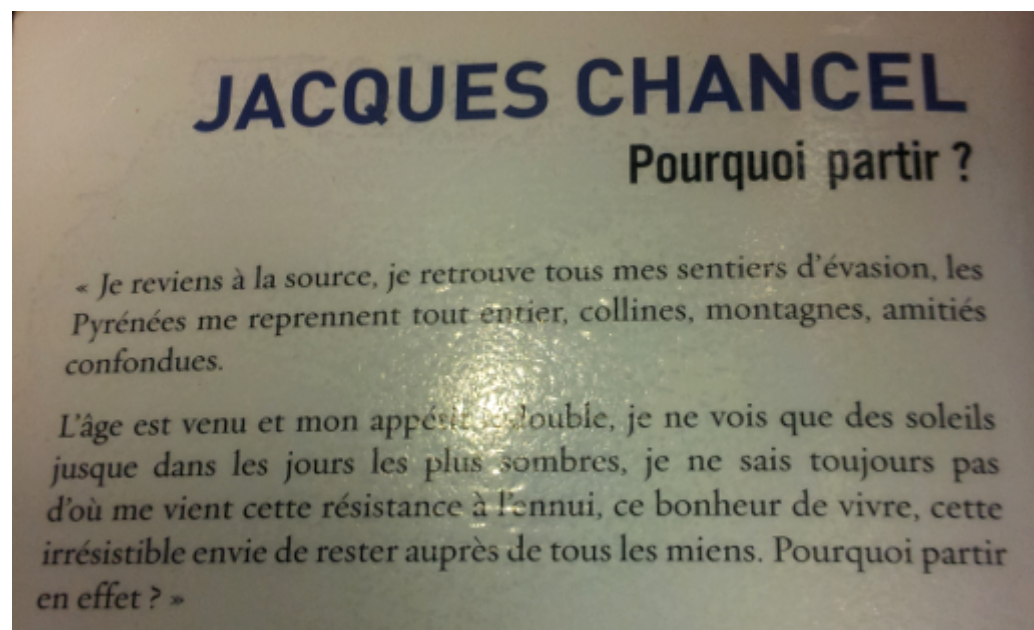 JACQUES CHANCEL
Pourquoi partir ?
« Je reviens à la source, je retrouve tous mes sentiers d'évasion, les
Pyrénées me reprennent tout entier, collines, montagnes, amitiés
confondues.
L'âge est venu et mon appétit redouble, je ne vois que des soleils
jusque dans les jours les plus sombres, je ne sais toujours pas
d'où me vient cette résistance à l'ennui, ce bonheur de vivre, cette
irrésistible envie de rester auprès de tous les miens. Pourquoi partir
en effet ? »